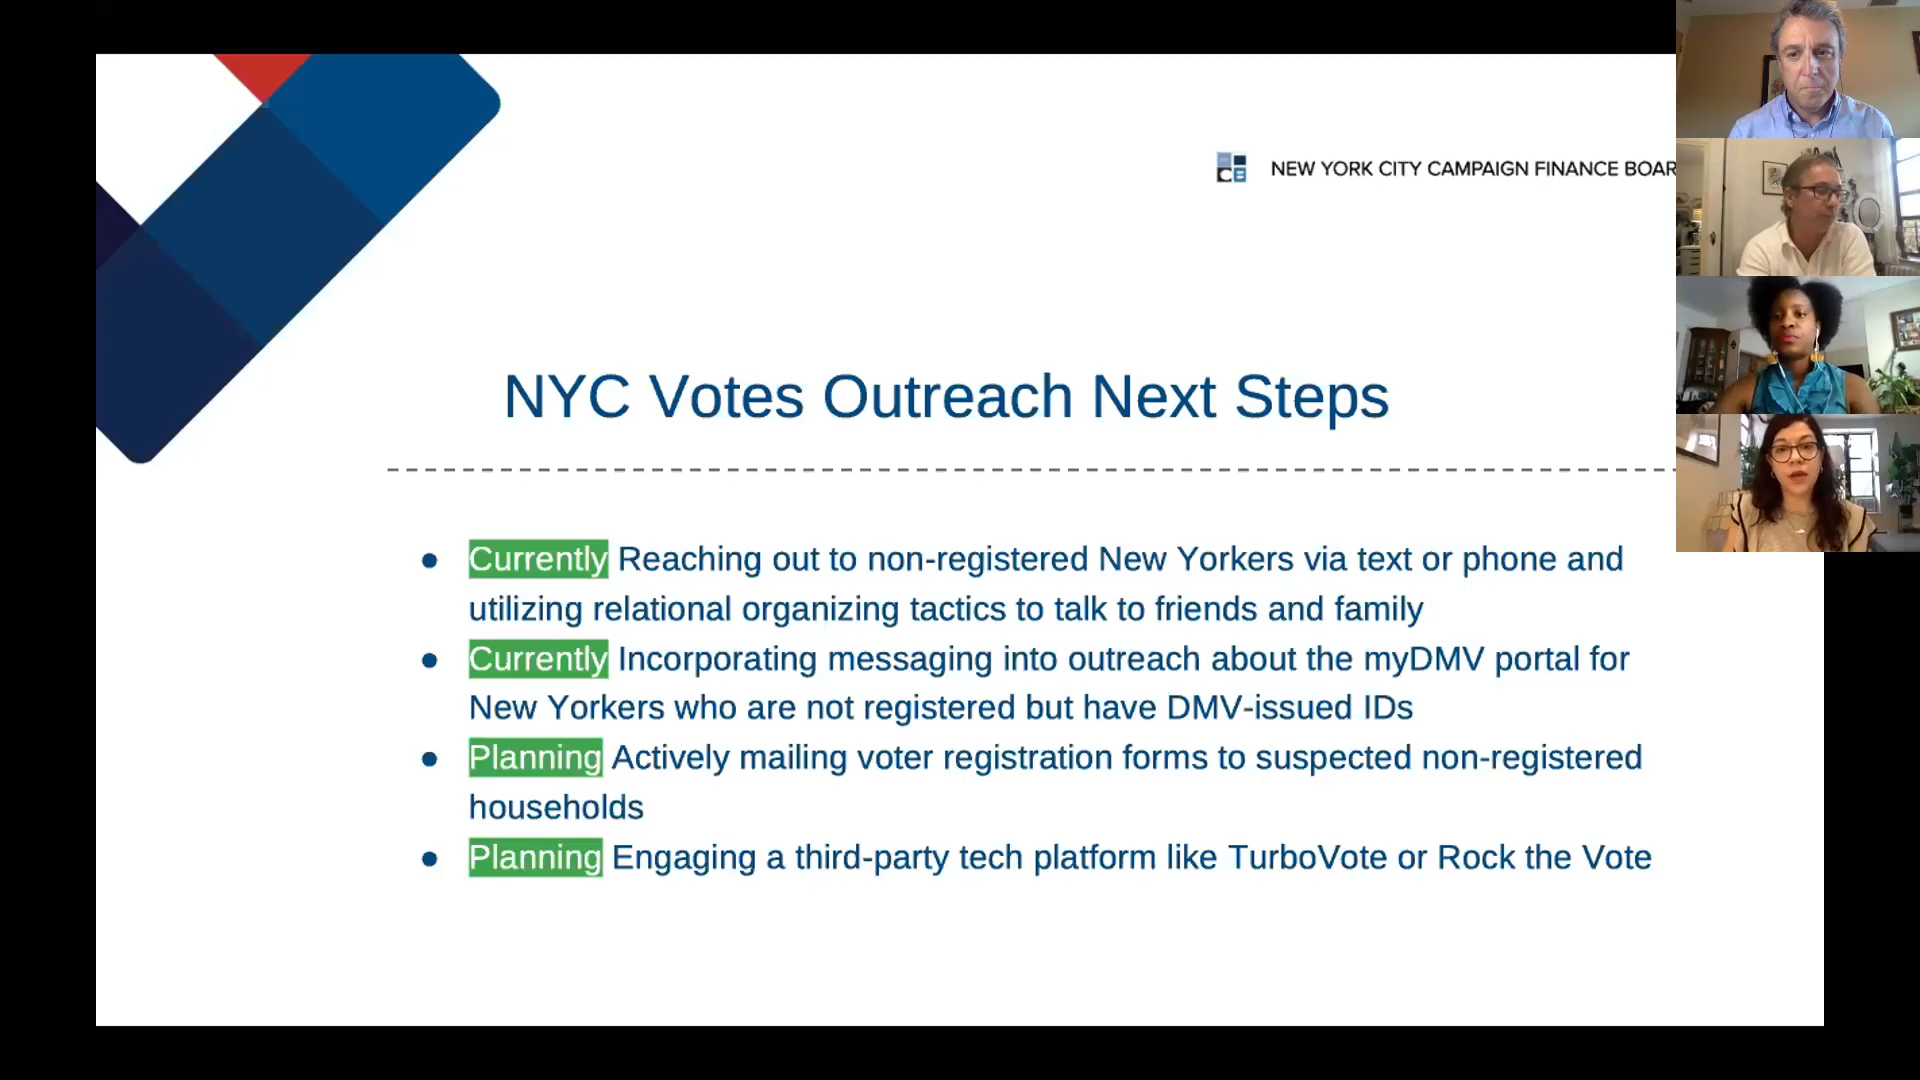 NEW YORK CITY CAMPAIGN FINANCE BOAR
NYC Votes Outreach Next Steps
● Currently Reaching out to non-registered New Yorkers via text or phone and
utilizing relational organizing tactics to talk to friends and family
● Currently Incorporating messaging into outreach about the myDMV portal for
New Yorkers who are not registered but have DMV-issued IDs
● Planning Actively mailing voter registration forms to suspected non-registered
households
● Planning Engaging a third-party tech platform like TurboVote or Rock the Vote